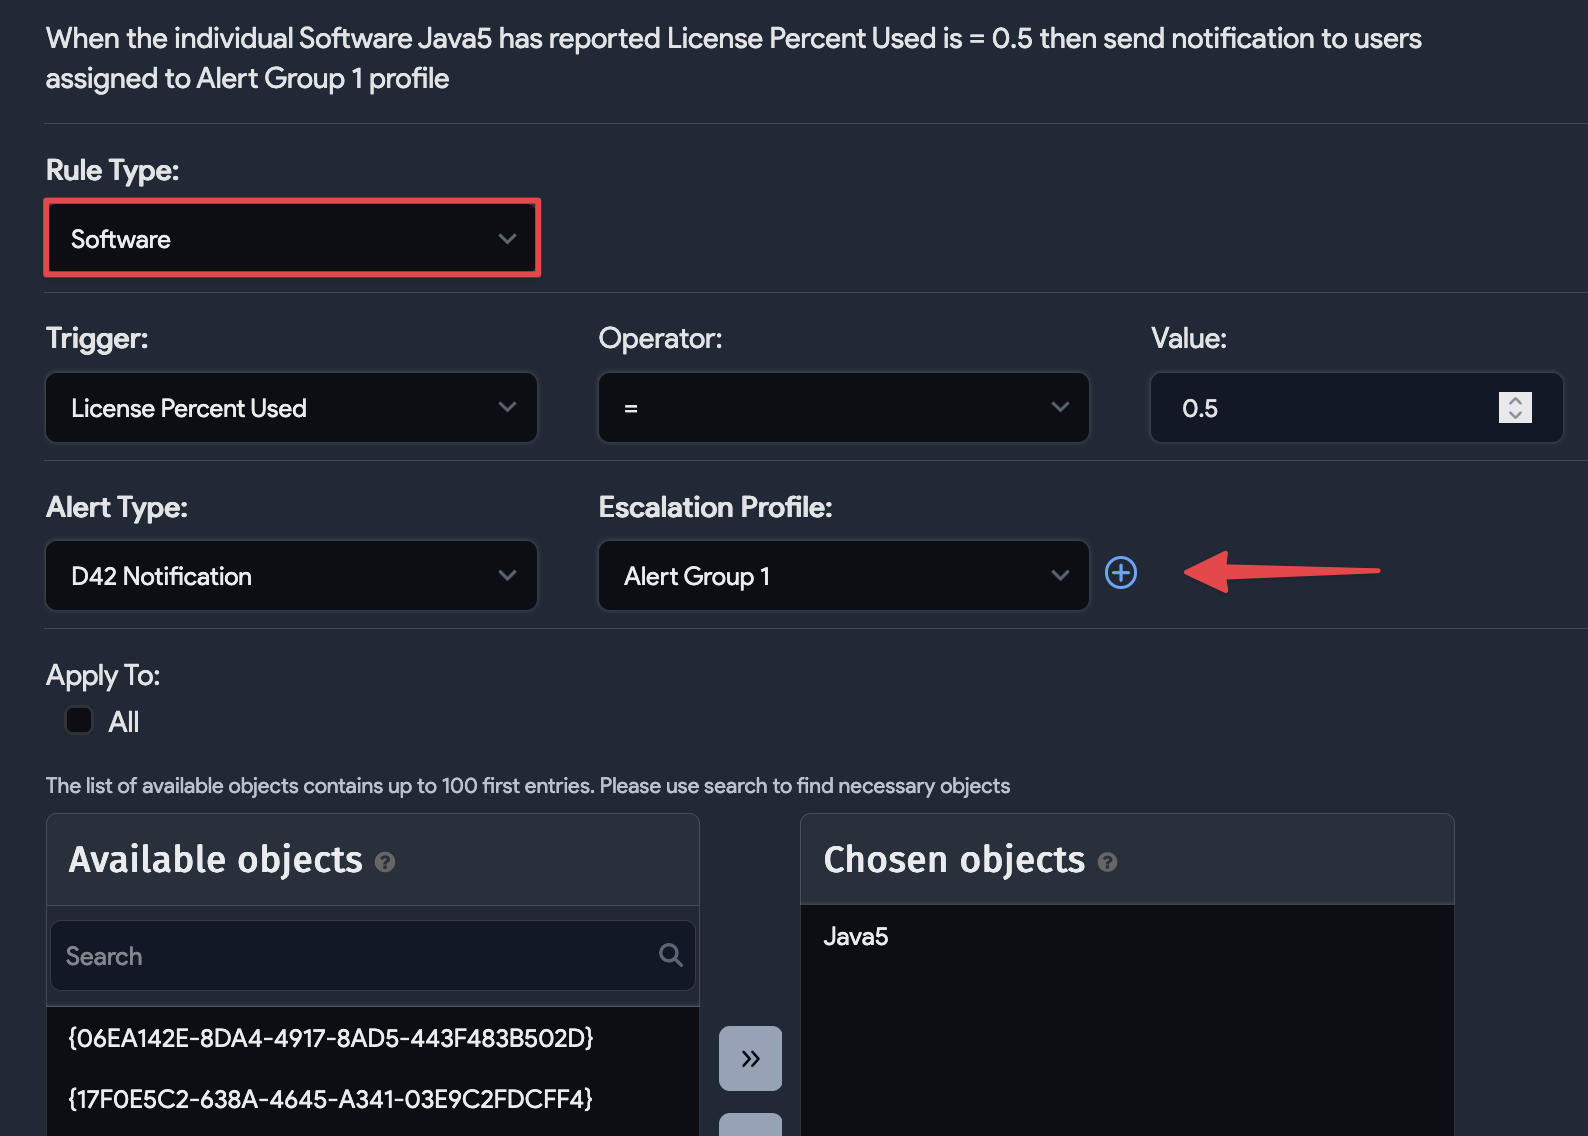 When the individual Software Java5 has reported License Percent Used is = 0.5 then send notification to users
assigned to Alert Group 1 profile
Rule Type:
Software
Trigger:
Operator:
Value:
License Percent Used
=
0.5
Alert Type:
Escalation Profile:
D42 Notification
Alert Group 1
Apply To:
All
The list of available objects contains up to 100 first entries. Please use search to find necessary objects
Available objects ?
Chosen objects ?
Search
Java5
{06EA142E-8DA4-4917-8AD5-443F483B502D}
{17F0E5C2-638A-4645-A341-03E9C2FDCFF4}